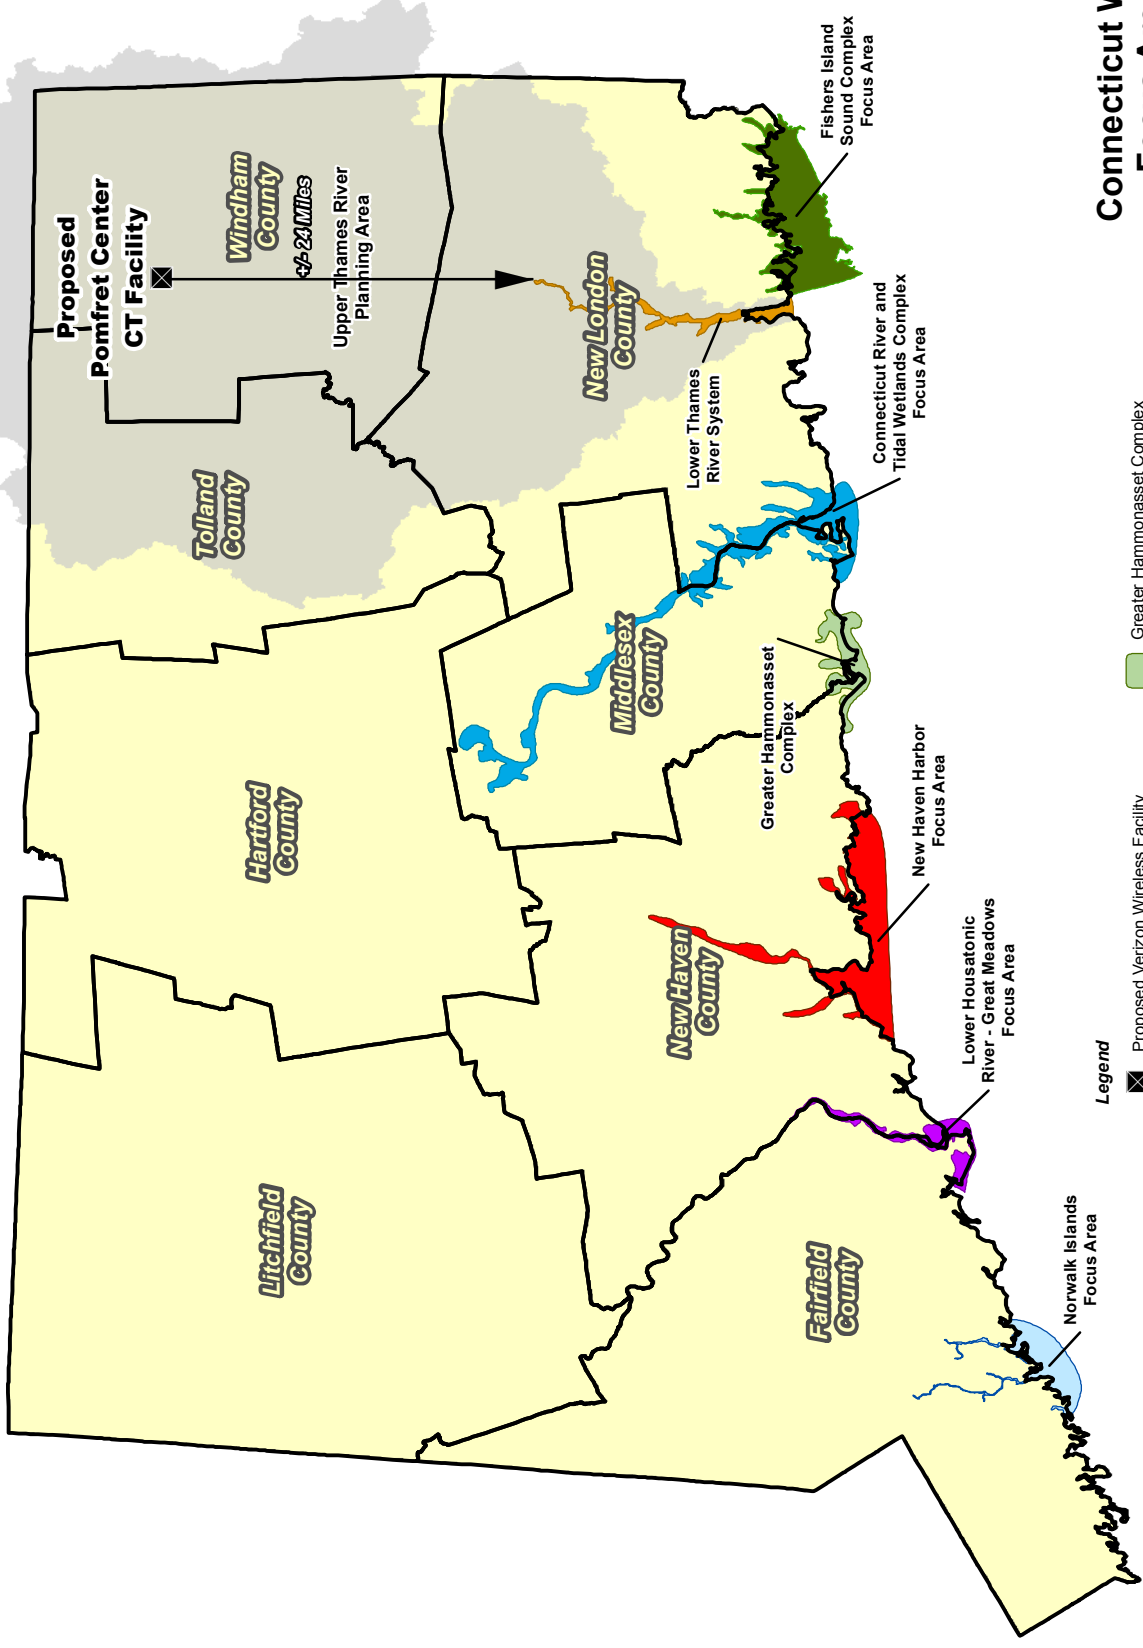 Proposed
Pomfret Center
CT Facility
Windham
County
+/- 24 Miles
Upper Thames River
Planning Area
Tolland
County
Hartford
County
Litchfield
County
New London
County
Lower Thames
River System
Fishers Island
Sound Complex
Focus Area
Connecticut River and
Tidal Wetlands Complex
Focus Area
Middlesex
County
Greater Hammonasset
Complex
New Haven
County
New Haven Harbor
Focus Area
Lower Housatonic
River - Great Meadows
Focus Area
Fairfield
County
Norwalk Islands
Focus Area
Connecticut
Legend
Proposed Verizon Wireless Facility
Greater Hammonasset Complex